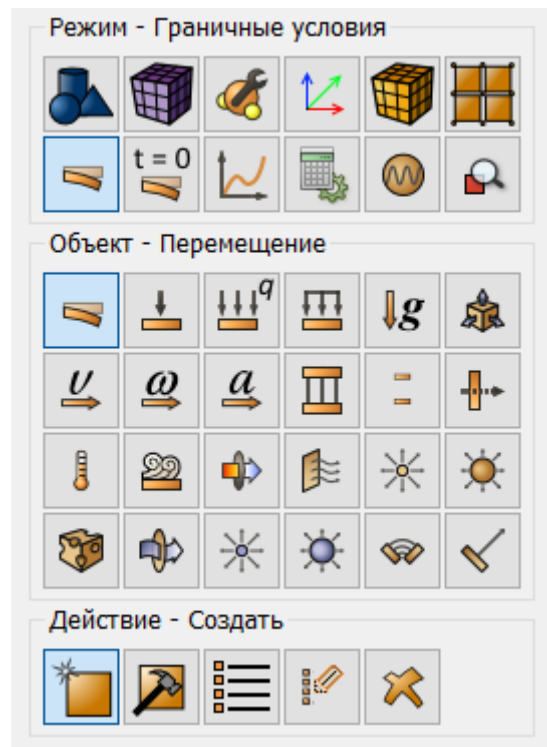 Режим - Граничные условия
t = 0
Объект - Перемещение
q
g
υ ω a
Действие - Создать